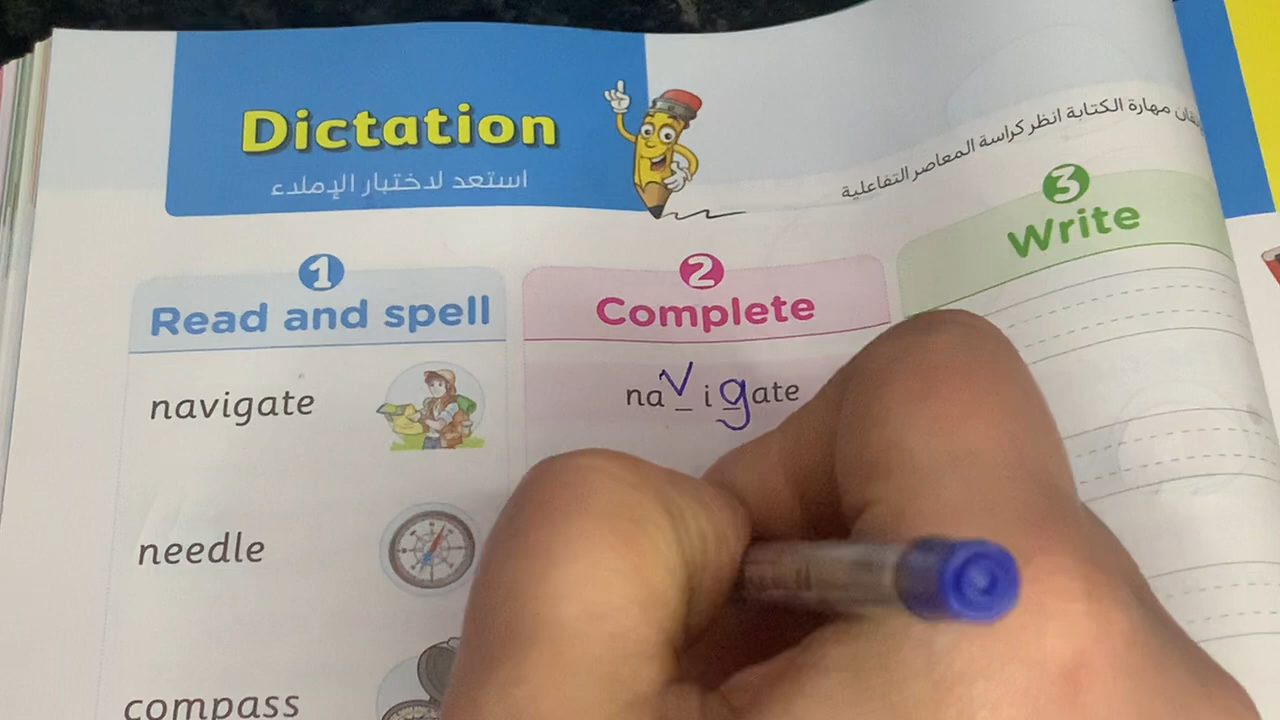 Dictation
استعد لاختبار الإملاء
مهارة الكتابة انظر كراسة المعاصر التفاعلية
1
Read and spell
navigate
needle
compass
2
Complete
navigate
3
Write